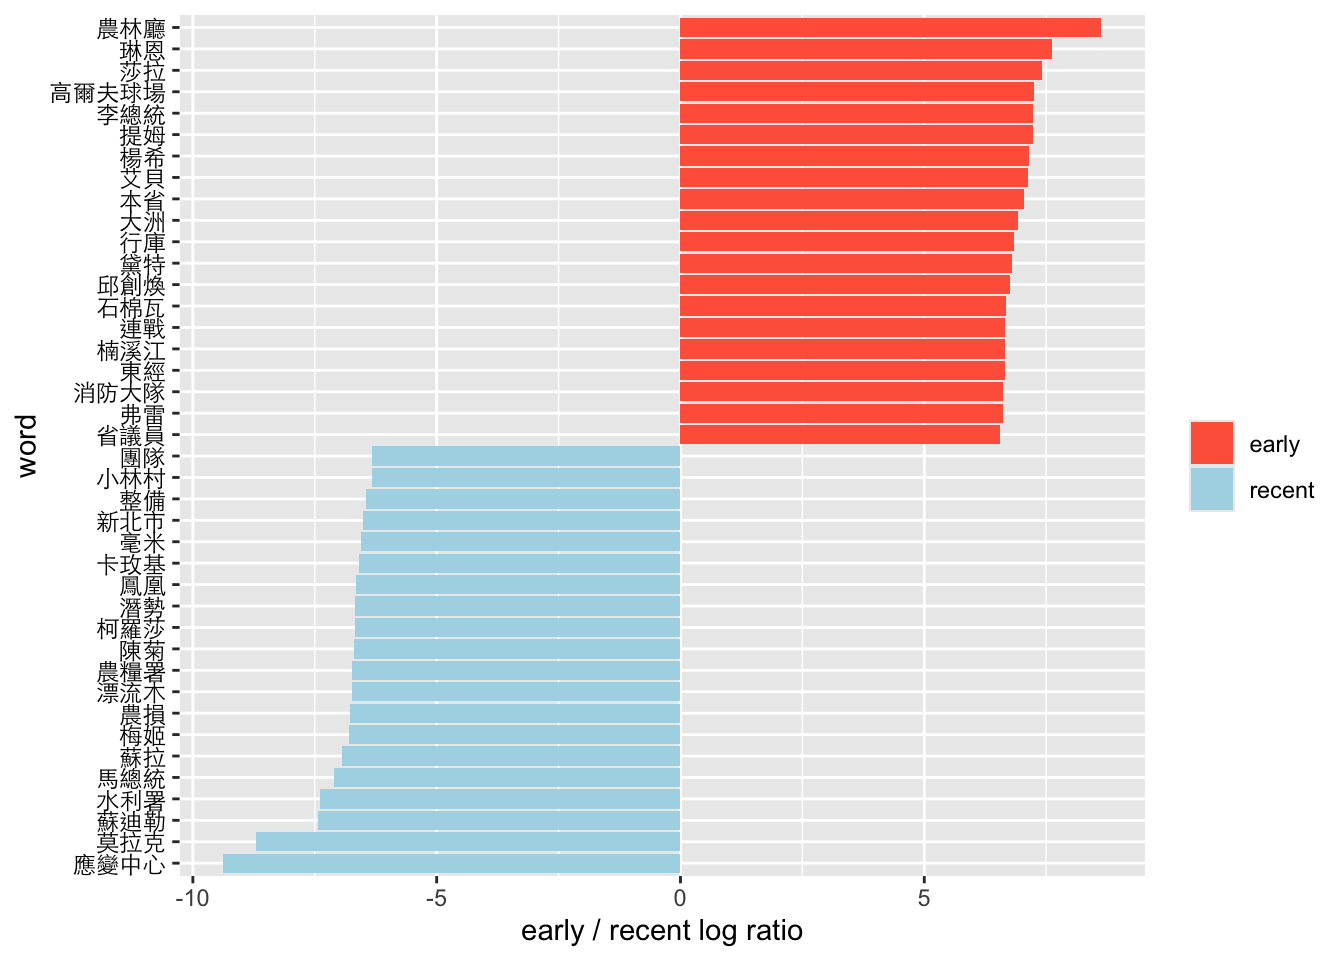 農林廳
琳恩
莎拉
高爾夫球場
李總統
提姆
楊希
艾貝
本省
大洲
行庫
黛特
邱創煥
石棉瓦
連戰
楠溪江
東經
消防大隊
弗雷
省議員
團隊
小林村
整備
新北市
毫米
卡玫基
鳳凰
潛勢
柯羅莎
陳菊
農糧署
漂流木
農損
梅姬
蘇拉
馬總統
水利署
蘇迪勒
莫拉克
應變中心
word
-10 -5 0 5
early / recent log ratio
early
recent